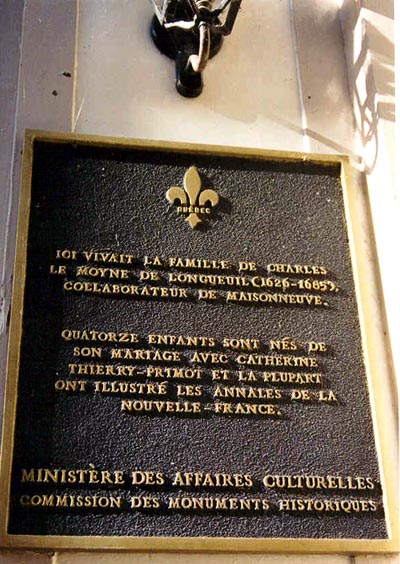 QUÉBEC
ICI VIVAIT LA FAMILLE DE CHARLES
LE MOYNE DE LONGUEUIL (1626-1685),
COLLABORATEUR DE MAISONNEUVE.
QUATORZE ENFANTS SONT NÉS DE
SON MARIAGE AVEC CATHERINE
THIERRY-PRIMOT ET LA PLUPART
ONT ILLUSTRÉ LES ANNALES DE LA
NOUVELLE-FRANCE.
MINISTÈRE DES AFFAIRES CULTURELLES
COMMISSION DES MONUMENTS HISTORIQUES